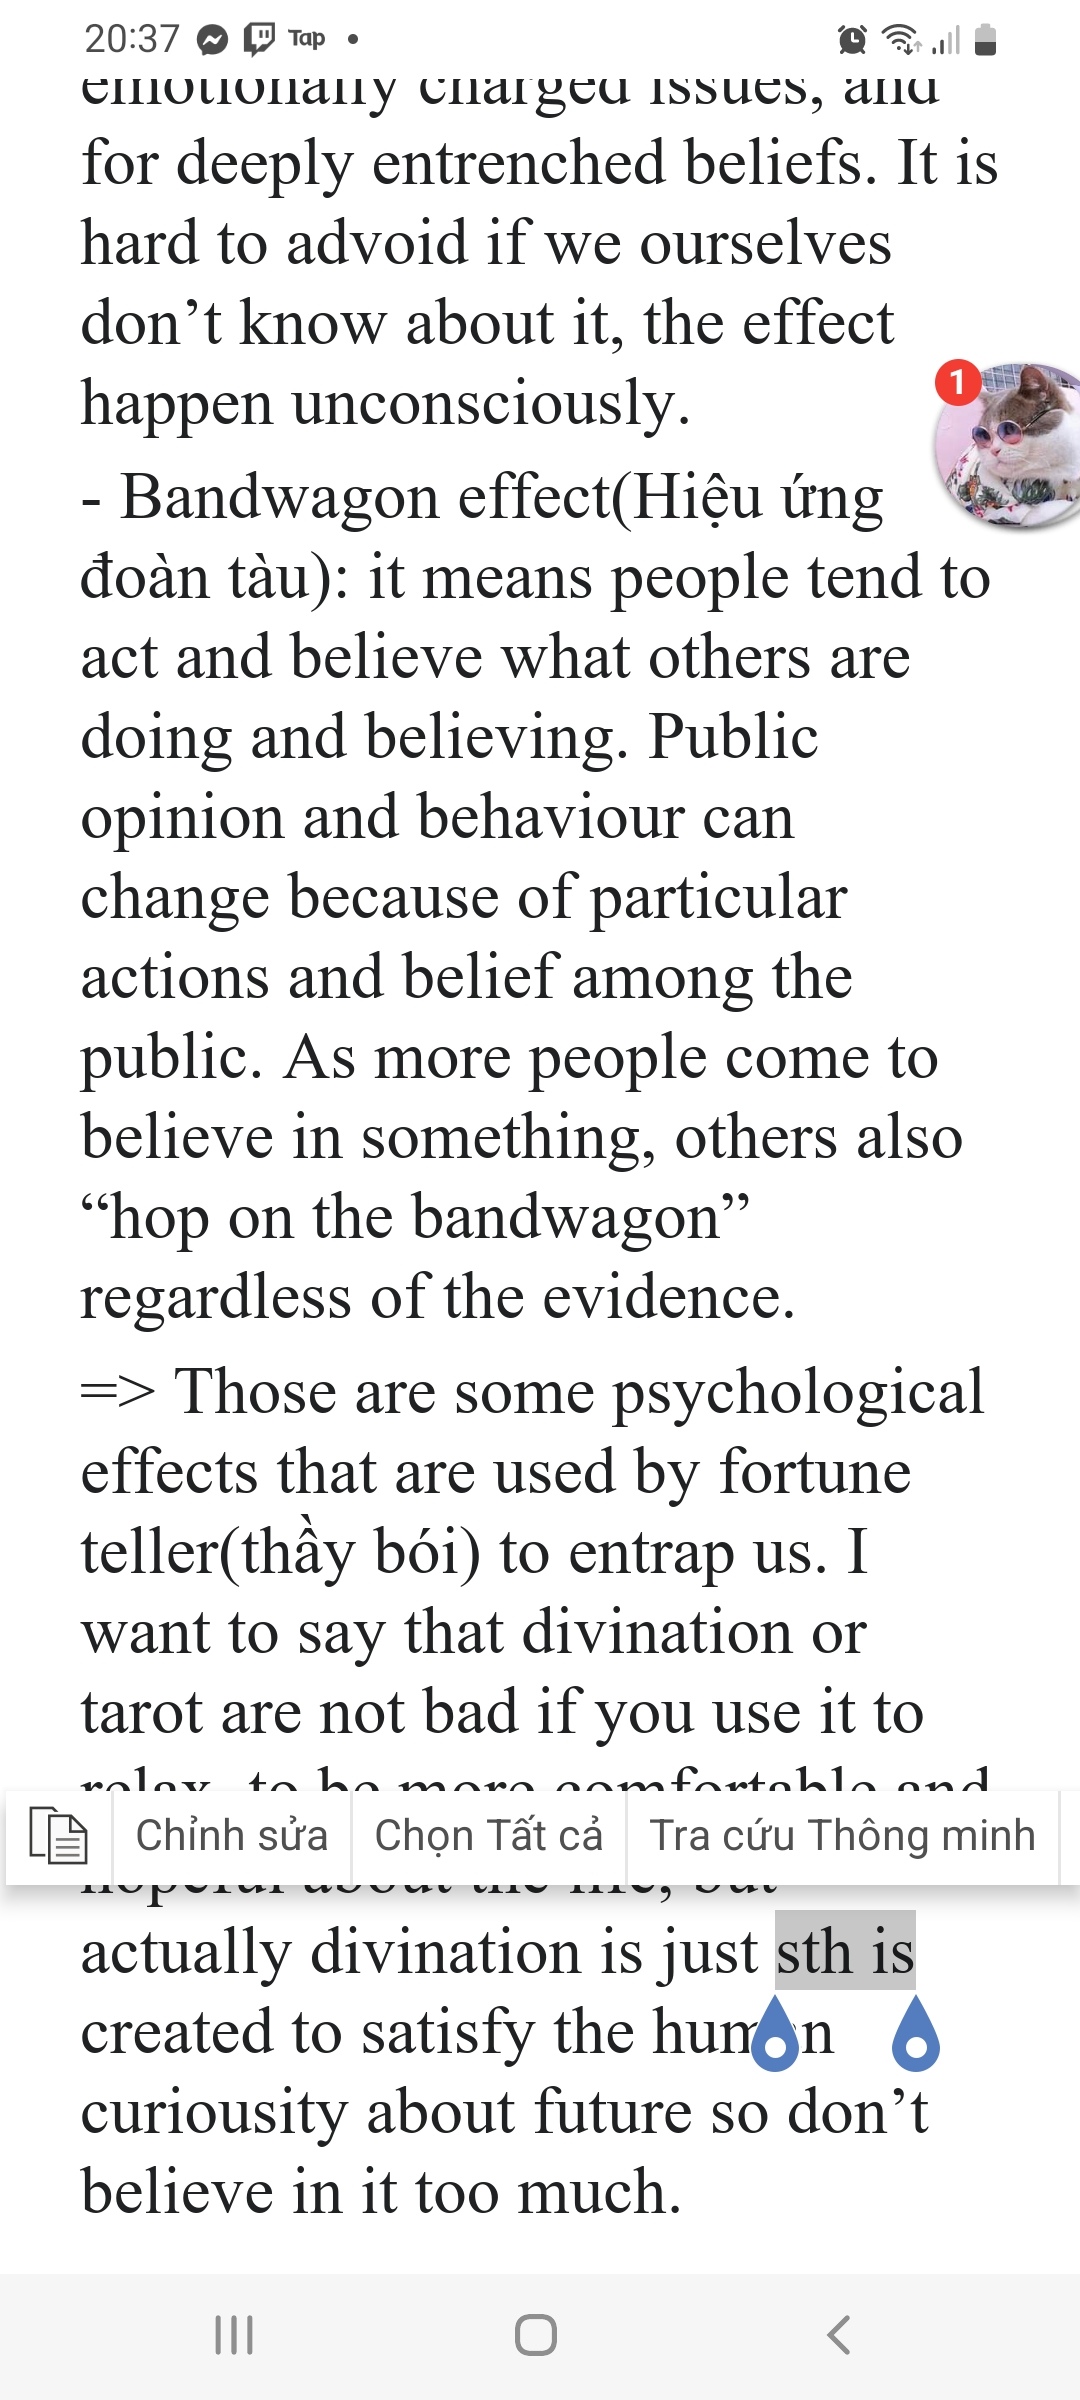 20:37 Tap
emotionally charged issues, and
for deeply entrenched beliefs. It is
hard to advoid if we ourselves
don’t know about it, the effect
happen unconsciously.
1
- Bandwagon effect(Hiệu ứng
đoàn tàu): it means people tend to
act and believe what others are
doing and believing. Public
opinion and behaviour can
change because of particular
actions and belief among the
public. As more people come to
believe in something, others also
“hop on the bandwagon”
regardless of the evidence.
=> Those are some psychological
effects that are used by fortune
teller(thầy bói) to entrap us. I
want to say that divination or
tarot are not bad if you use it to
relax, to be more comfortable and
Chỉnh sửa Chọn Tất cả Tra cứu Thông minh
hopeful about the life, but
actually divination is just sth is
created to satisfy the human
curiousity about future so don’t
believe in it too much.